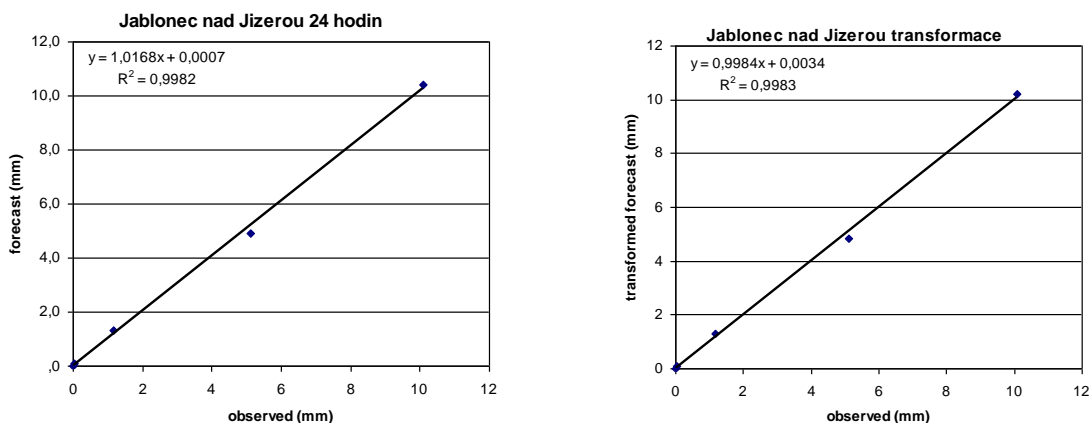 Jablonec nad Jizerou 24 hodin
y = 1,0168x + 0,0007
R² = 0,9982
12,0
10,0
8,0
6,0
4,0
2,0
,0
0 2 4 6 8 10 12
forecast (mm)
observed (mm)
Jablonec nad Jizerou transformace
y = 0,9984x + 0,0034
R² = 0,9983
12
10
8
6
4
2
0
0 2 4 6 8 10 12
transformed forecast (mm)
observed (mm)